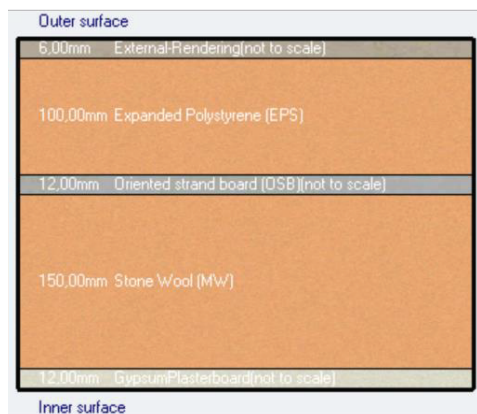 Outer surface
6,00mm External-Rendering(not to scale)
100,00mm Expanded Polystyrene (EPS)
12,00mm Oriented strand board (OSB)(not to scale)
150,00mm Stone Wool (MW)
12,00mm GypsumPlasterboard(not to scale)
Inner surface